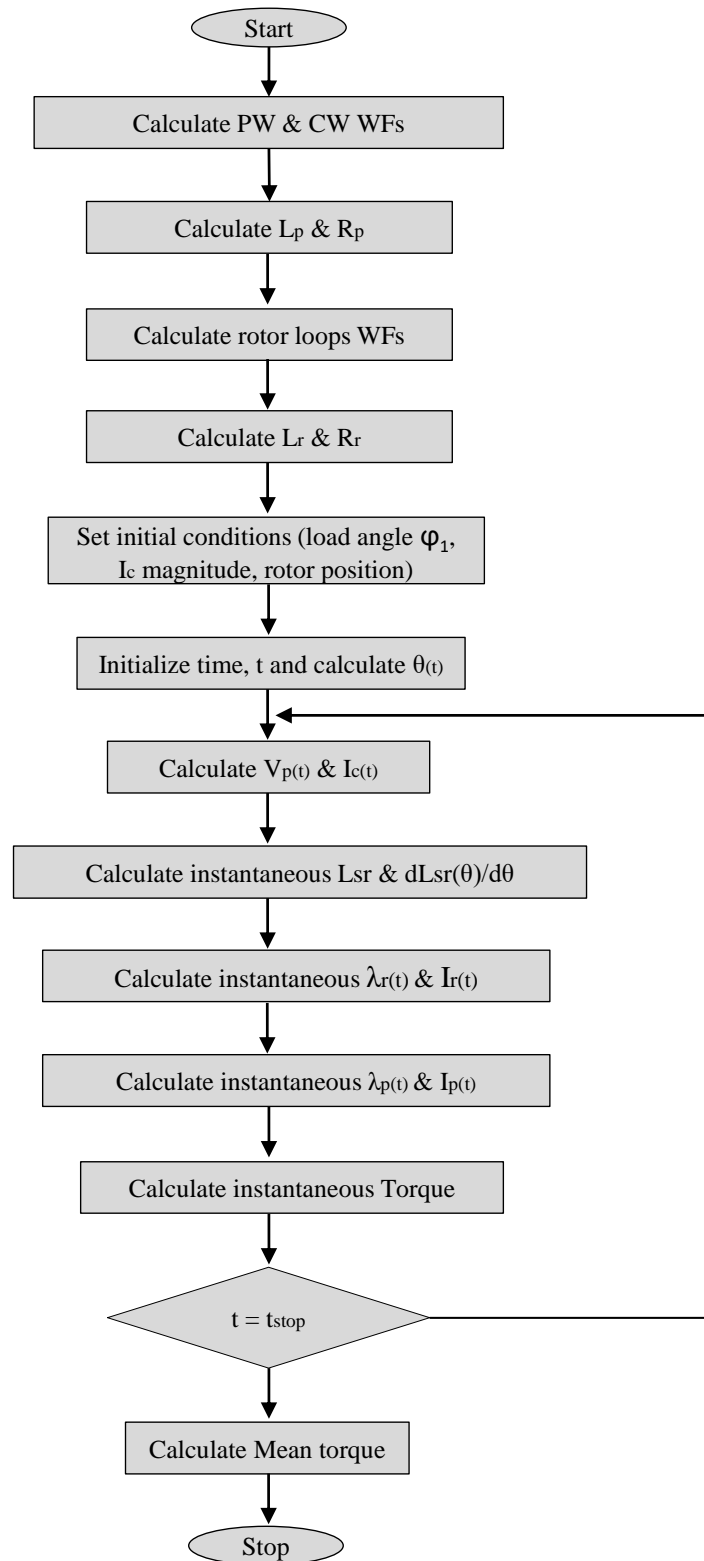 Start
Calculate PW & CW WFs
Calculate Lp & Rp
Calculate rotor loops WFs
Calculate Lr & Rr
Set initial conditions (load angle φ1,
Ic magnitude, rotor position)
Initialize time, t and calculate θ(t)
Calculate Vp(t) & Ic(t)
Calculate instantaneous Lsr & dLsr(θ)/dθ
Calculate instantaneous λr(t) & Ir(t)
Calculate instantaneous λp(t) & Ip(t)
Calculate instantaneous Torque
t = tstop
Calculate Mean torque
Stop